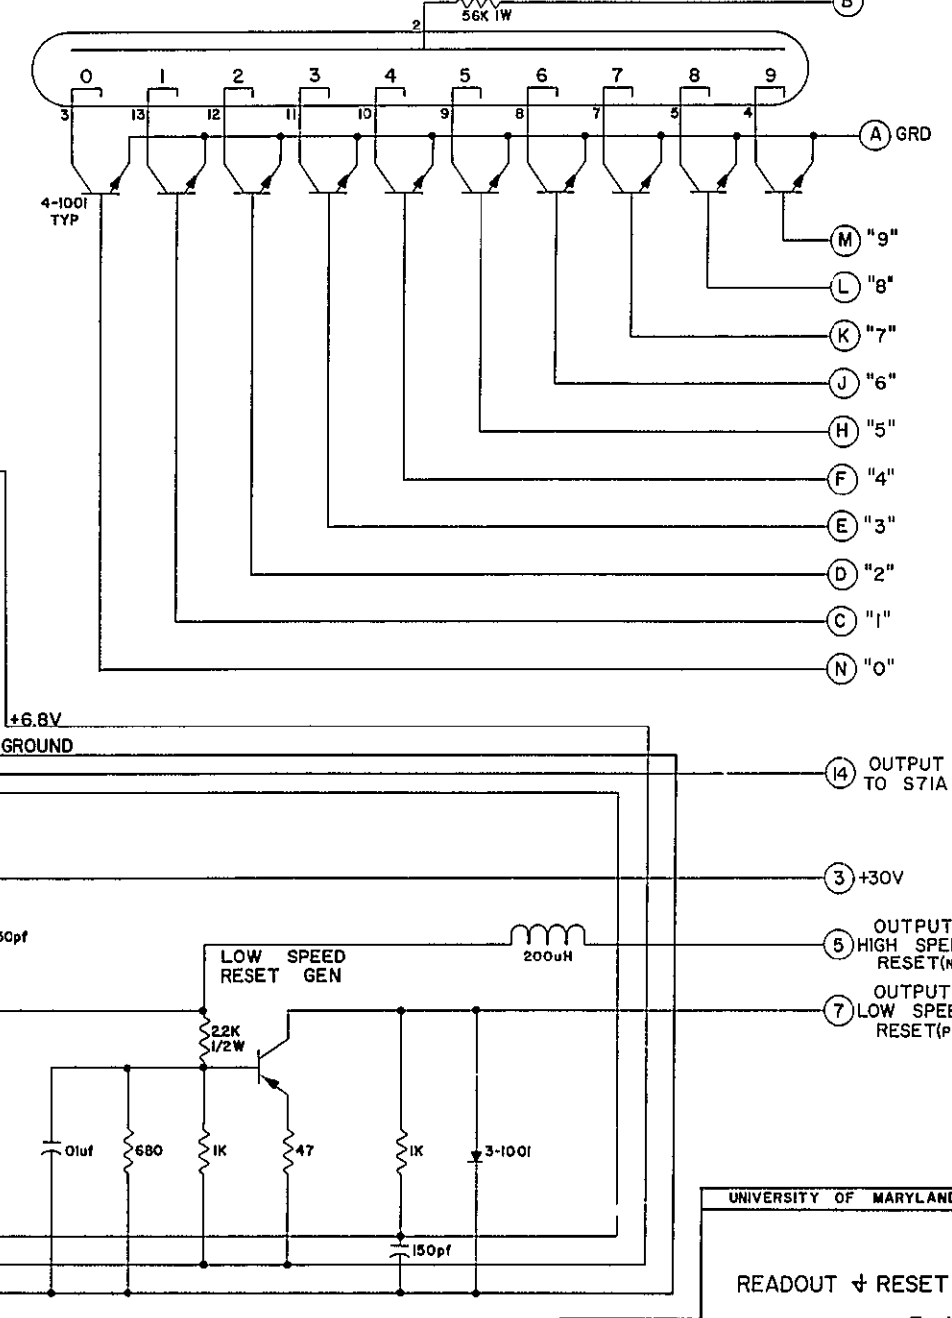 B
56K 1W
2
0 1 2 3 4 5 6 7 8 9
3 13 12 11 10 9 8 7 5 4
A GRD
4-1001
TYP
M "9"
L "8"
K "7"
J "6"
H "5"
F "4"
E "3"
D "2"
C "1"
N "0"
+6.8V
GROUND
14 OUTPUT
TO S71A
3 +30V
50pf
OUTPUT
5 HIGH SPE
RESET(N
LOW SPEED
RESET GEN
200uH
OUTPUT
7 LOW SPEE
RESET(P
2.2K
1/2W
01uf
680
1K
47
1K
3-1001
150pf
UNIVERSITY OF MARYLAND
READOUT & RESET